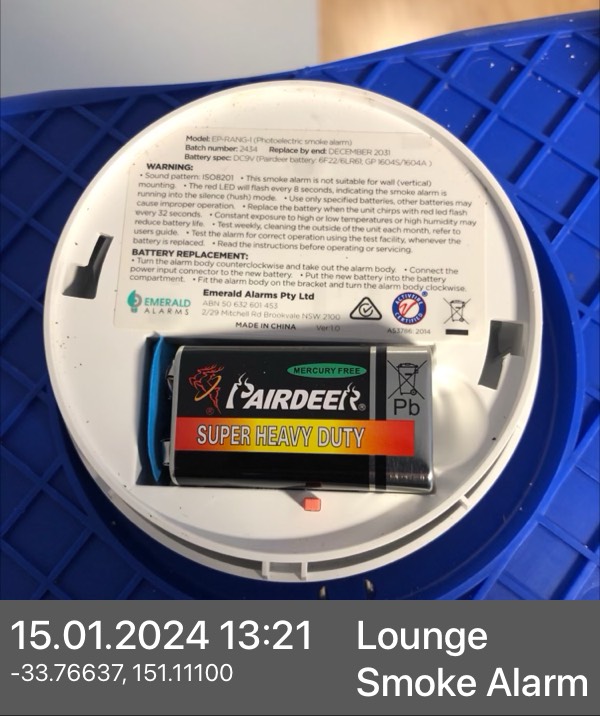 Model: EP-RANG-1 (Photoelectric smoke alarm)
Batch number: 2434 Replace by end: DECEMBER 2031
Battery spec: DC9V (Pairdeer battery: 6F22/6LR61, GP 1604S/1604A )
WARNING:
• Sound pattern: ISO8201 • This smoke alarm is not suitable for wall (vertical)
mounting. • The red LED will flash every 8 seconds, indicating the smoke alarm is
running into the silence (hush) mode. • Use only specified batteries, other batteries may
cause improper operation. • Replace the battery when the unit chirps with red led flash
every 32 seconds. • Constant exposure to high or low temperatures or high humidity may
reduce battery life. • Test weekly, cleaning the outside of the unit each month, refer to
users guide. • Test the alarm for correct operation using the test facility, whenever the
battery is replaced. • Read the instructions before operating or servicing.
BATTERY REPLACEMENT:
• Turn the alarm body counterclockwise and take out the alarm body. • Connect the
power input connector to the new battery. • Put the new battery into the battery
compartment. • Fit the alarm body on the bracket and turn the alarm body clockwise.
EMERALD
ALARMS
Emerald Alarms Pty Ltd
ABN 50 632 601 453
2/29 Mitchell Rd Brookvale NSW 2100
MADE IN CHINA Ver:1.0
CERTIFIED
AS3786: 2014
MERCURY FREE
PAIRDEER®
SUPER HEAVY DUTY
Pb
15.01.2024 13:21
-33.76637, 151.11100
Lounge
Smoke Alarm